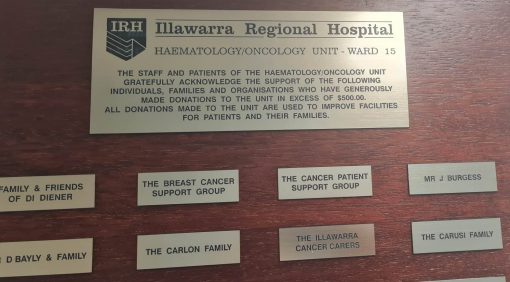 IRH Illawarra Regional Hospital
HAEMATOLOGY/ONCOLOGY UNIT - WARD 15
THE STAFF AND PATIENTS OF THE HAEMATOLOGY/ONCOLOGY UNIT
GRATEFULLY ACKNOWLEDGE THE SUPPORT OF THE FOLLOWING
INDIVIDUALS, FAMILIES AND ORGANISATIONS WHO HAVE GENEROUSLY
MADE DONATIONS TO THE UNIT IN EXCESS OF $500.00.
ALL DONATIONS MADE TO THE UNIT ARE USED TO IMPROVE FACILITIES
FOR PATIENTS AND THEIR FAMILIES.
FAMILY & FRIENDS
OF DI DIENER
THE BREAST CANCER
SUPPORT GROUP
THE CANCER PATIENT
SUPPORT GROUP
MR J BURGESS
D BAYLY & FAMILY
THE CARLON FAMILY
THE ILLAWARRA
CANCER CARERS
THE CARUSI FAMILY